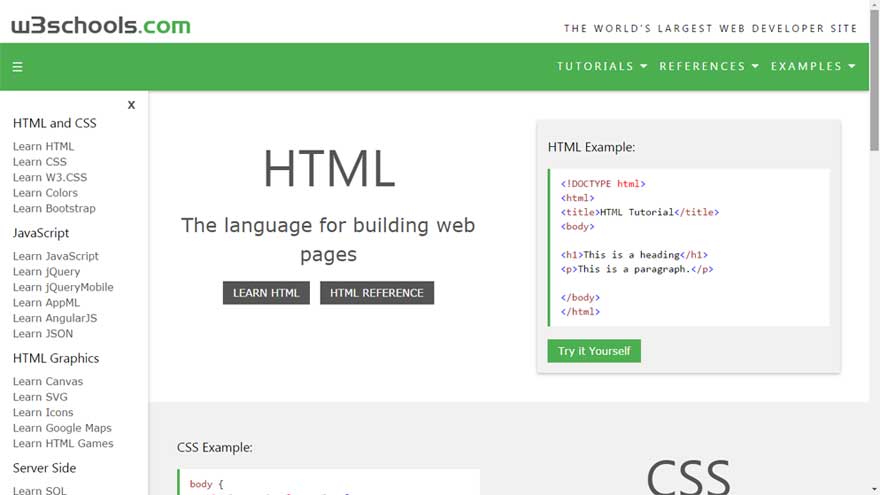 w3schools.com
THE WORLD'S LARGEST WEB DEVELOPER SITE
☰
TUTORIALS
REFERENCES
EXAMPLES
x
HTML and CSS
Learn HTML
Learn CSS
Learn W3.CSS
Learn Colors
Learn Bootstrap
JavaScript
Learn JavaScript
Learn jQuery
Learn jQueryMobile
Learn AppML
Learn AngularJS
Learn JSON
HTML Graphics
Learn Canvas
Learn SVG
Learn Icons
Learn Google Maps
Learn HTML Games
Server Side
Learn SQL
HTML
The language for building web
pages
LEARN HTML
HTML REFERENCE
HTML Example:
<!DOCTYPE html>
<html>
<title>HTML Tutorial</title>
<body>
<h1>This is a heading</h1>
<p>This is a paragraph.</p>
</body>
</html>
Try it Yourself
CSS Example:
body {
CSS